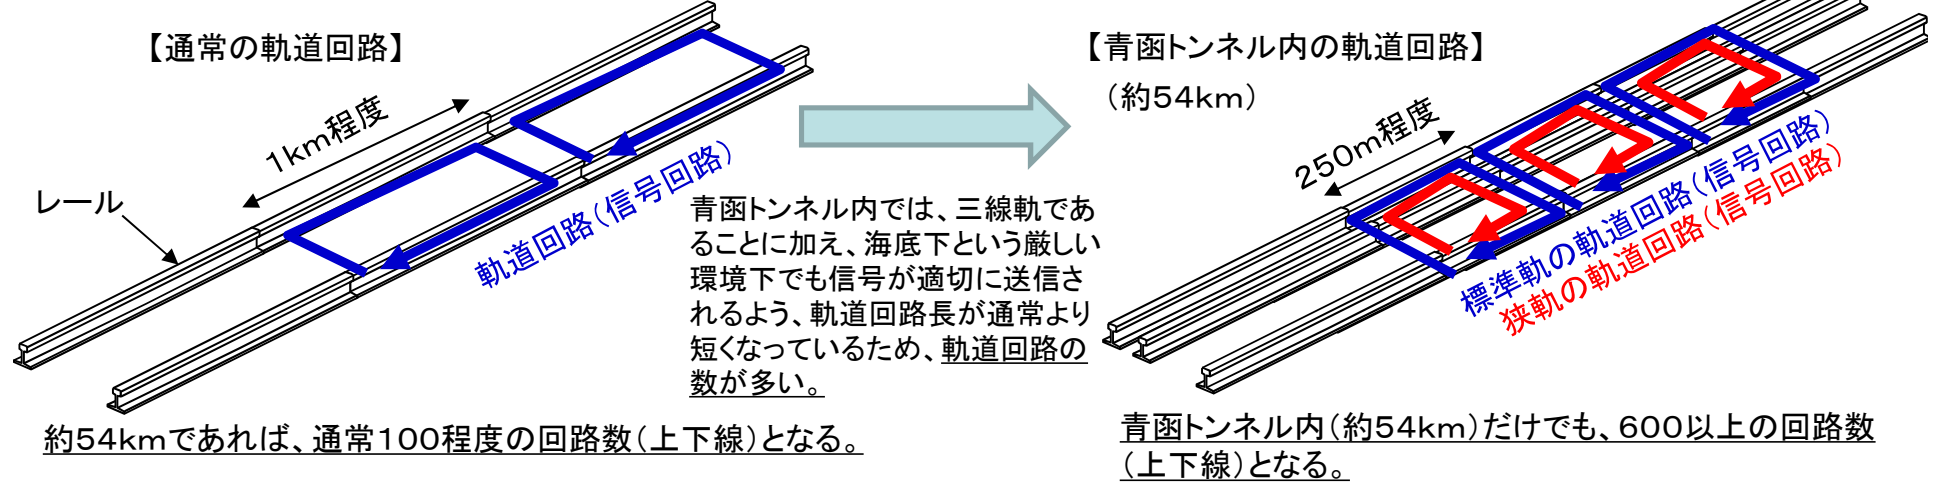 【通常の軌道回路】
1km程度
レール
軌道回路(信号回路)
青函トンネル内では、三線軌であ
ることに加え、海底下という厳しい
環境下でも信号が適切に送信さ
れるよう、軌道回路長が通常より
短くなっているため、軌道回路の
数が多い。
約54kmであれば、通常100程度の回路数(上下線)となる。
【青函トンネル内の軌道回路】
(約54km)
250m程度
標準軌の軌道回路(信号回路)
狭軌の軌道回路(信号回路)
青函トンネル内(約54km)だけでも、600以上の回路数
(上下線)となる。